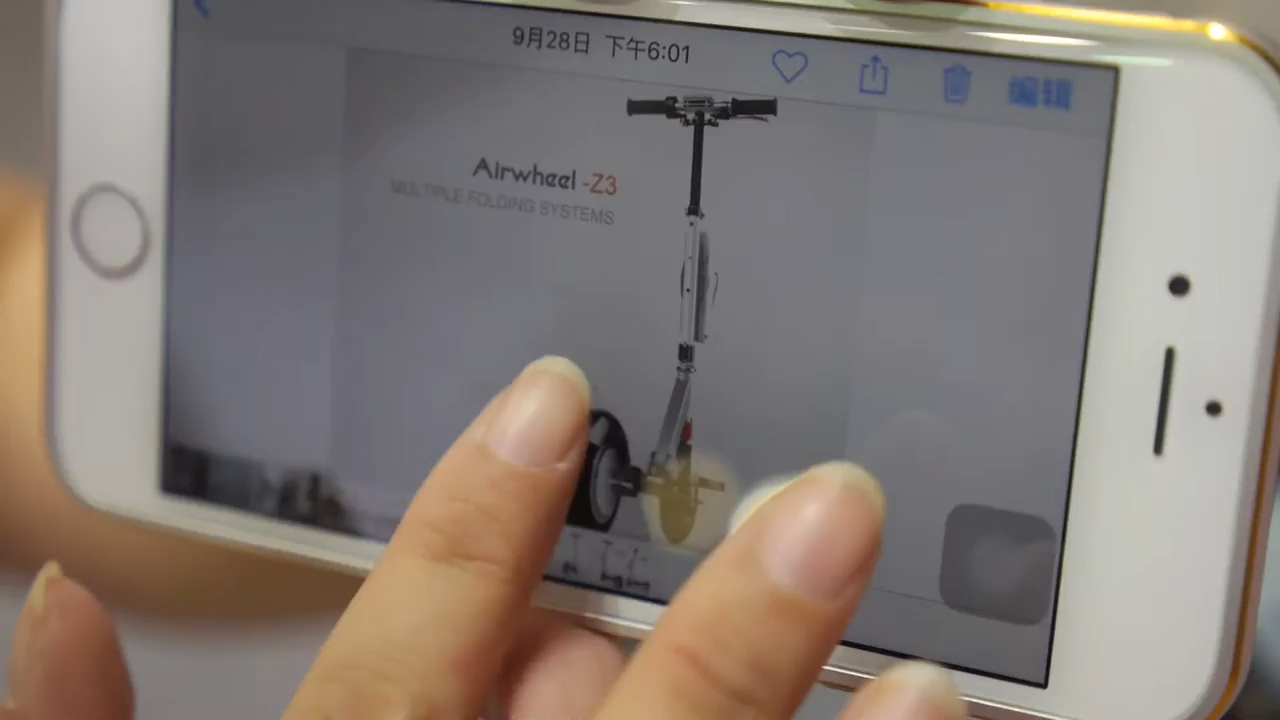 9月28日 下午6:01
编辑
Airwheel -Z3
MULTIPLE FOLDING SYSTEMS